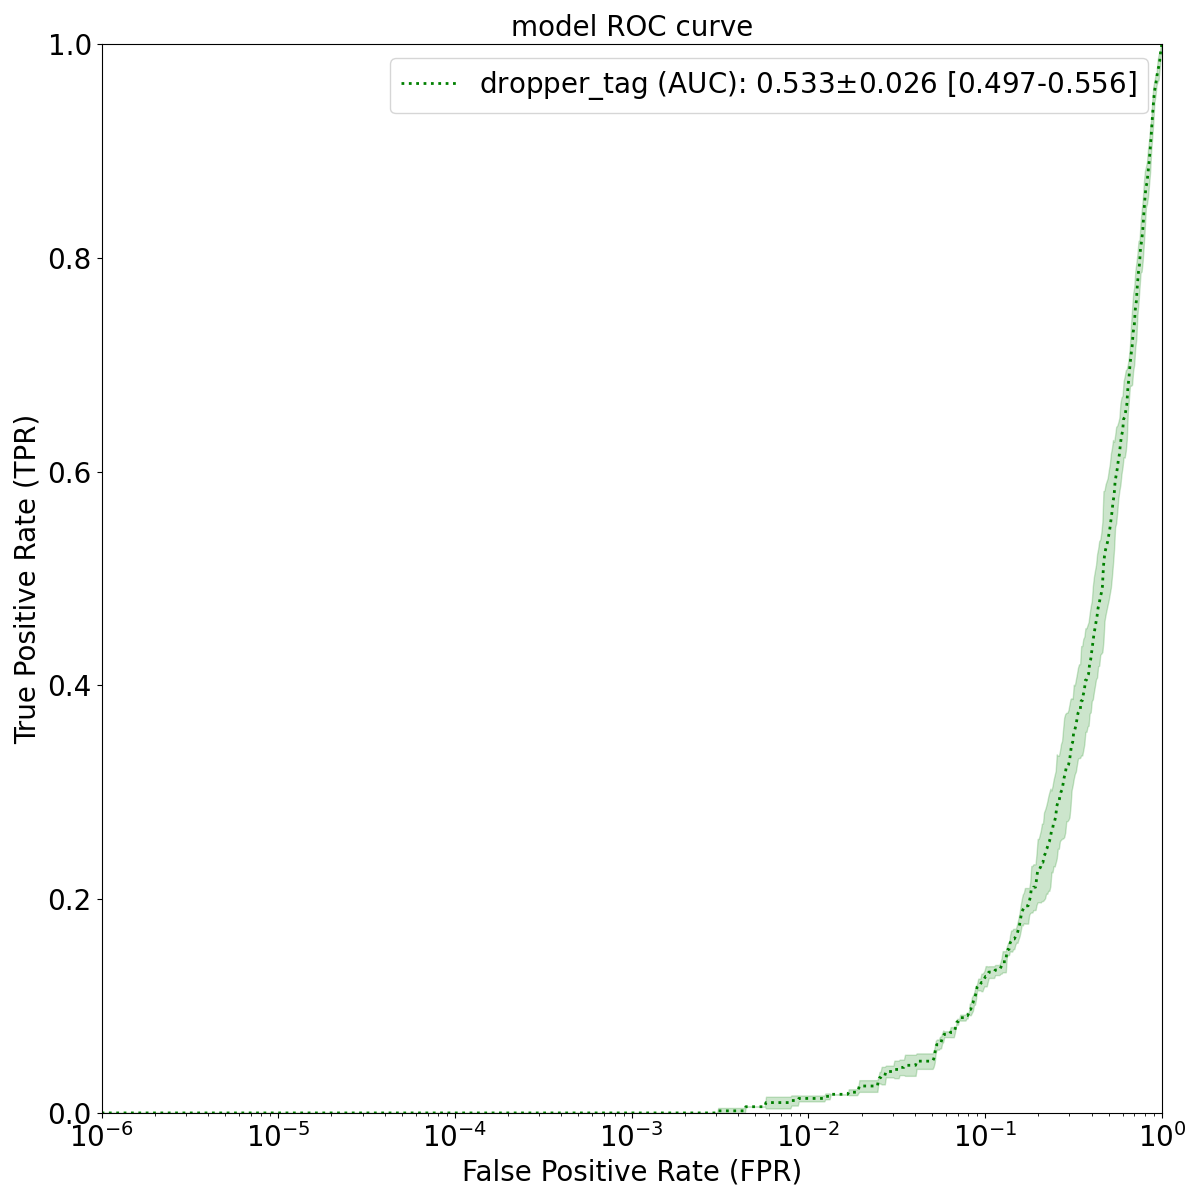 model ROC curve
dropper_tag (AUC): 0.533±0.026 [0.497-0.556]
1.0
0.8
0.6
0.4
0.2
0.0
True Positive Rate (TPR)
10⁻⁶ 10⁻⁵ 10⁻⁴ 10⁻³ 10⁻² 10⁻¹ 10⁰
False Positive Rate (FPR)